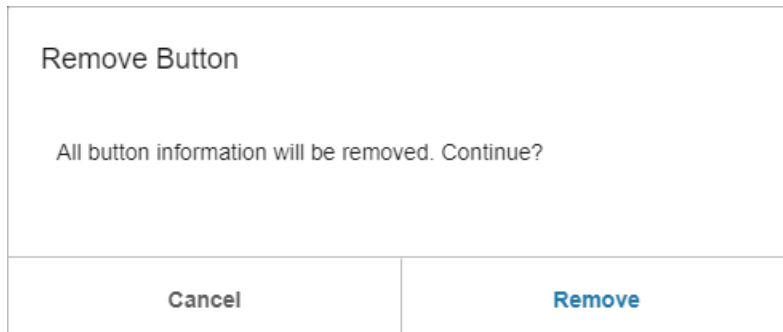 Remove Button
All button information will be removed. Continue?
Cancel
Remove